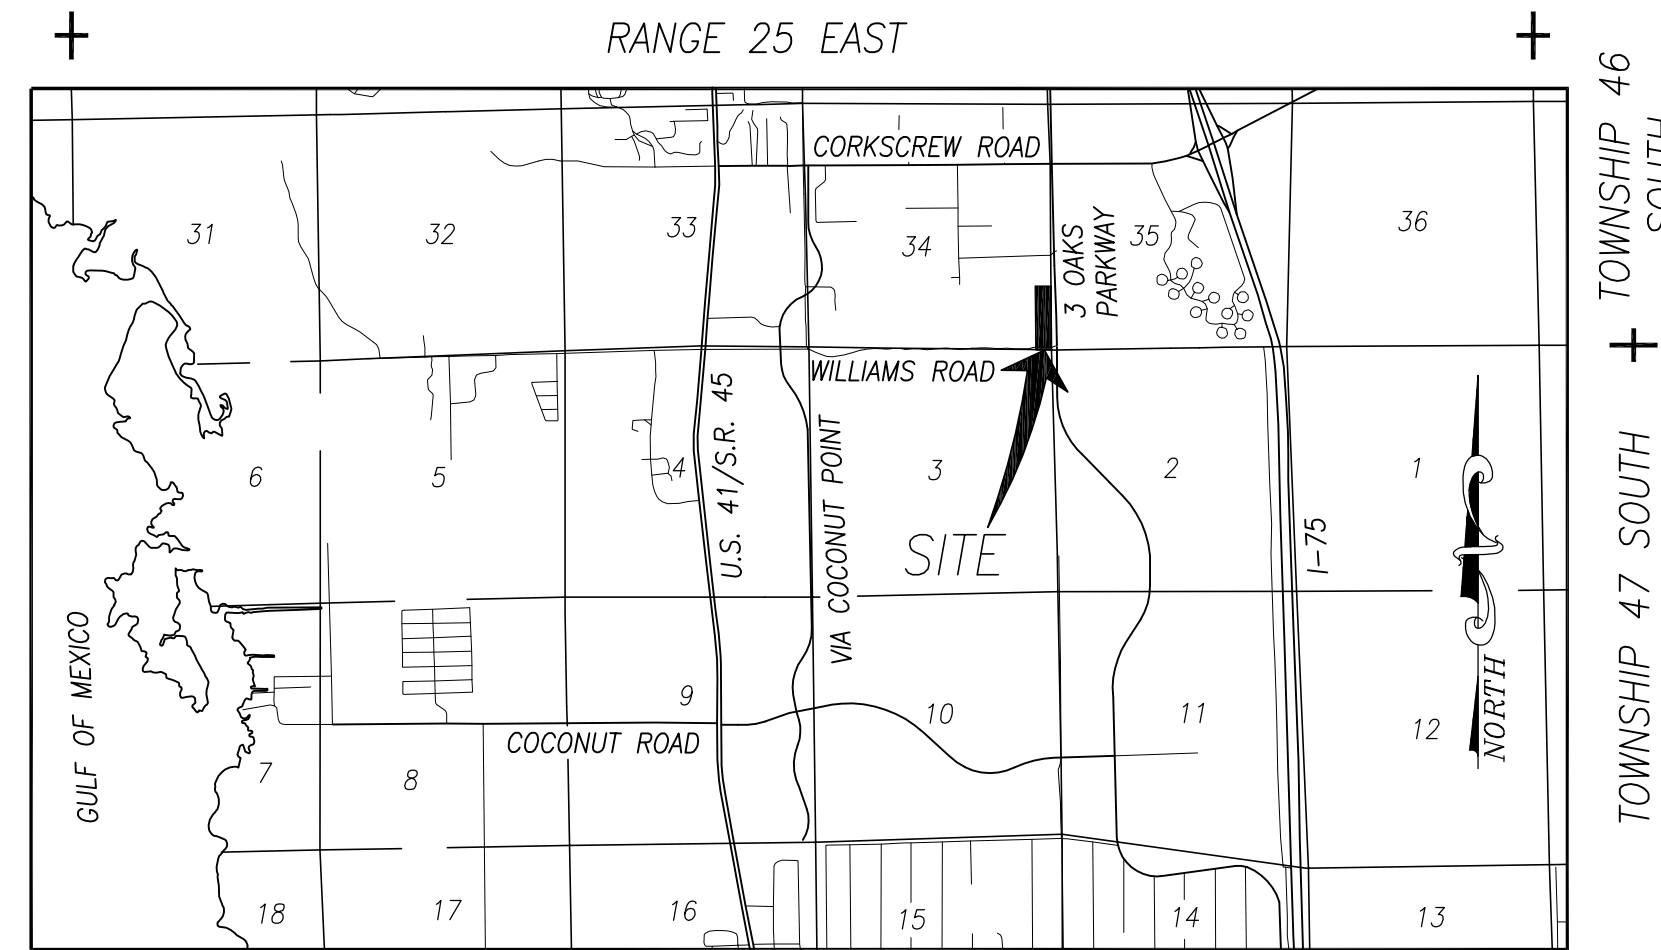 RANGE 25 EAST
TOWNSHIP 46
SOUTH
CORKSCREW ROAD
31
32
33
34
3 OAKS
PARKWAY
35
36
WILLIAMS ROAD
U.S. 41/S.R. 45
VIA COCONUT POINT
6
5
4
3
2
1
SITE
I-75
NORTH
TOWNSHIP 47 SOUTH
GULF OF MEXICO
9
10
11
12
COCONUT ROAD
7
8
18
17
16
15
14
13